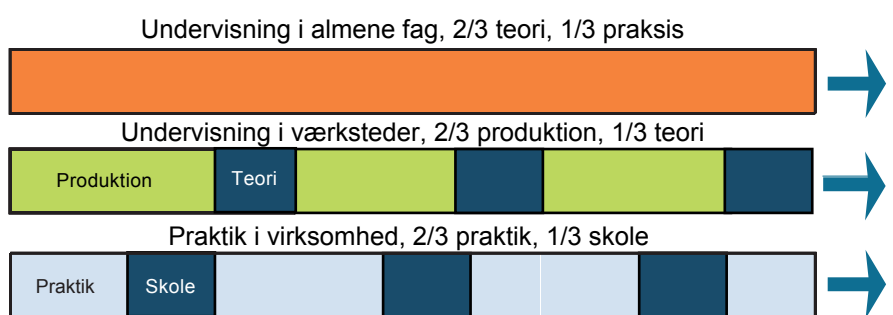 Undervisning i almene fag, 2/3 teori, 1/3 praksis
Undervisning i værksteder, 2/3 produktion, 1/3 teori
Produktion Teori
Praktik i virksomhed, 2/3 praktik, 1/3 skole
Praktik Skole